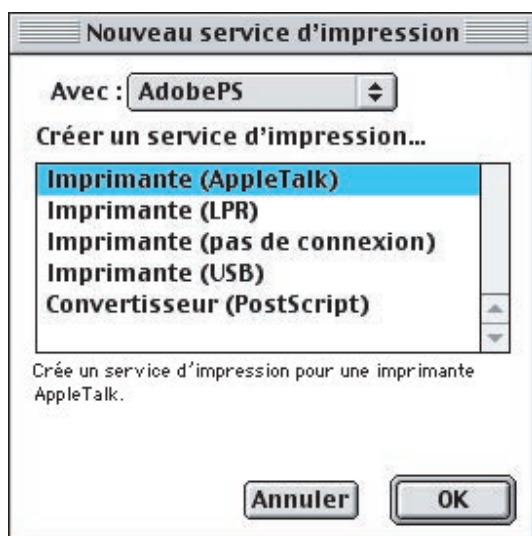 Nouveau service d'impression
Avec : AdobePS
Créer un service d'impression...
Imprimante (AppleTalk)
Imprimante (LPR)
Imprimante (pas de connexion)
Imprimante (USB)
Convertisseur (PostScript)
Crée un service d'impression pour une imprimante
AppleTalk.
Annuler OK